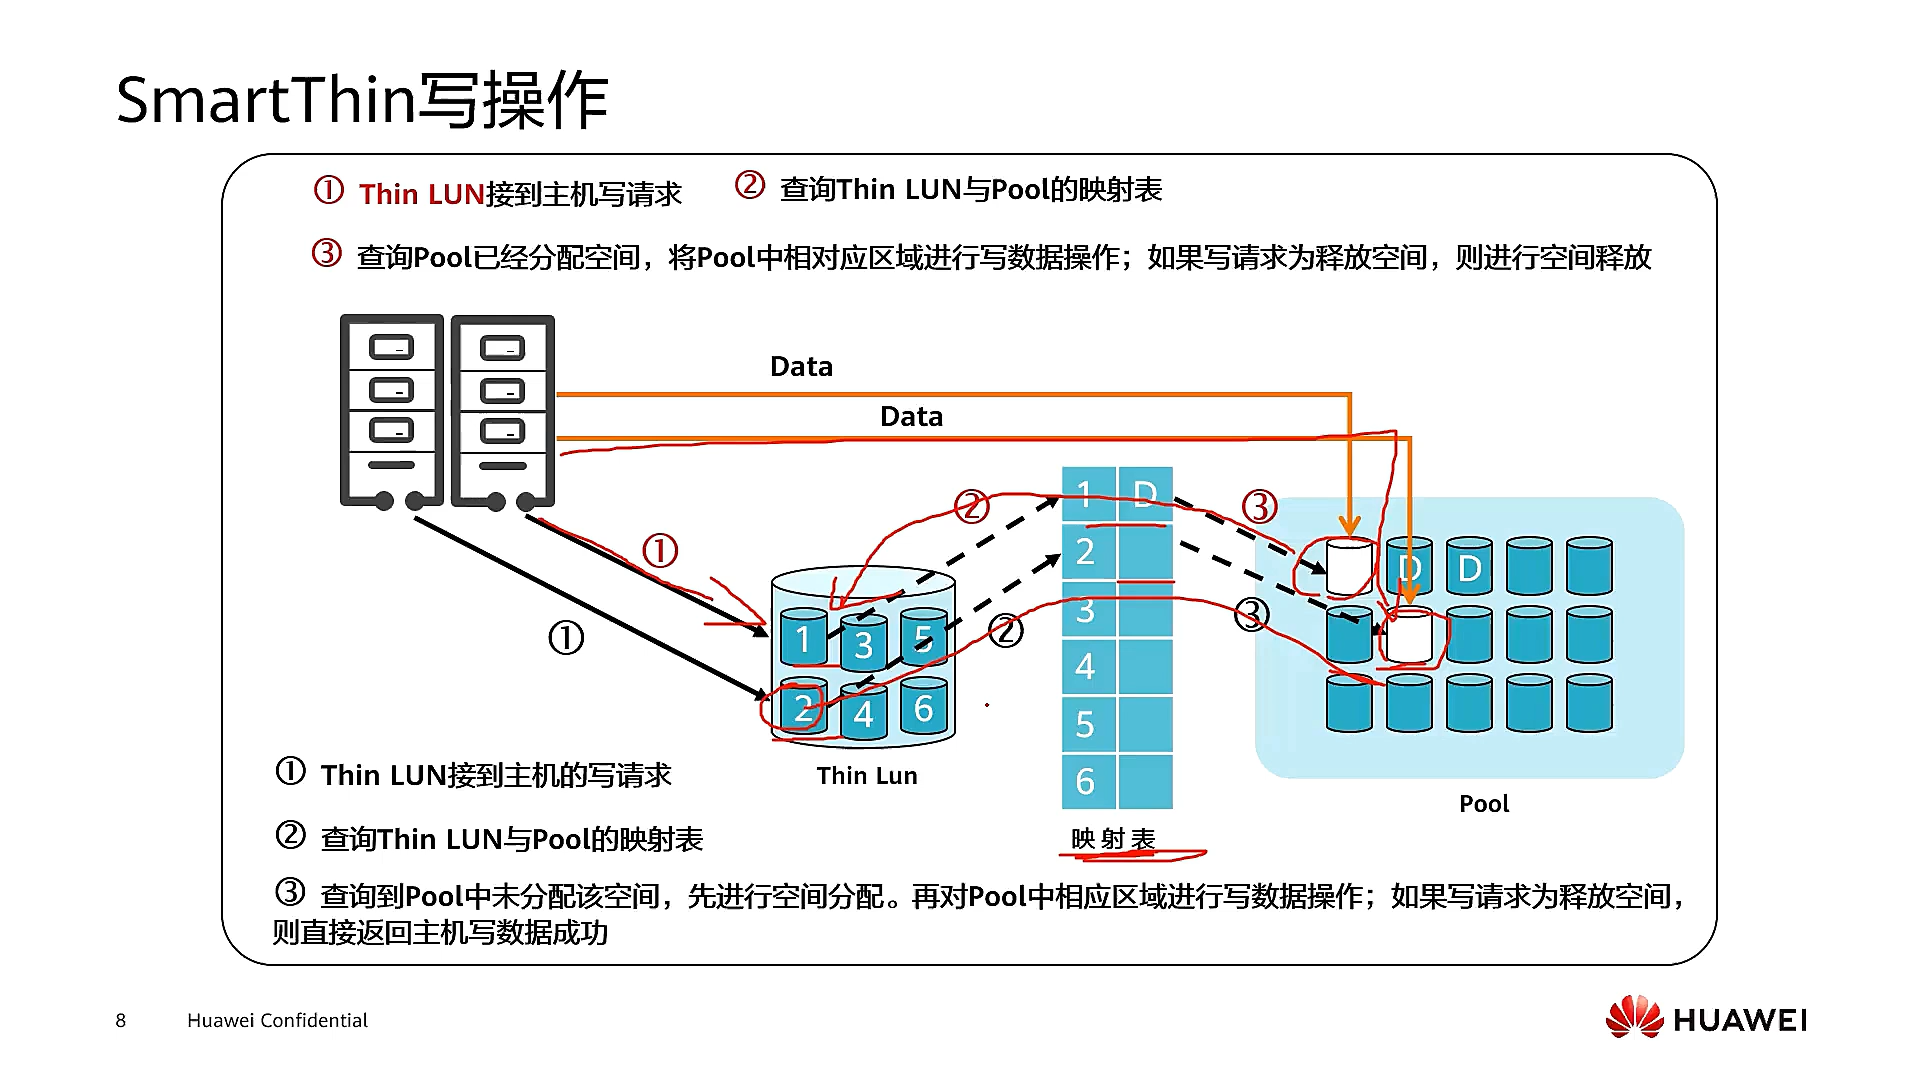 SmartThin写操作
① Thin LUN接到主机写请求
② 查询Thin LUN与Pool的映射表
③ 查询Pool已经分配空间，将Pool中相对应区域进行写数据操作；如果写请求为释放空间，则进行空间释放
Data
Data
1 D
② ③
2
D D
①
3
③
1 3 5
②
①
4
2 4 6
5
① Thin LUN接到主机的写请求
Thin Lun
6
Pool
② 查询Thin LUN与Pool的映射表
映射表
③ 查询到Pool中未分配该空间，先进行空间分配。再对Pool中相应区域进行写数据操作；如果写请求为释放空间，
则直接返回主机写数据成功
8 Huawei Confidential
HUAWEI